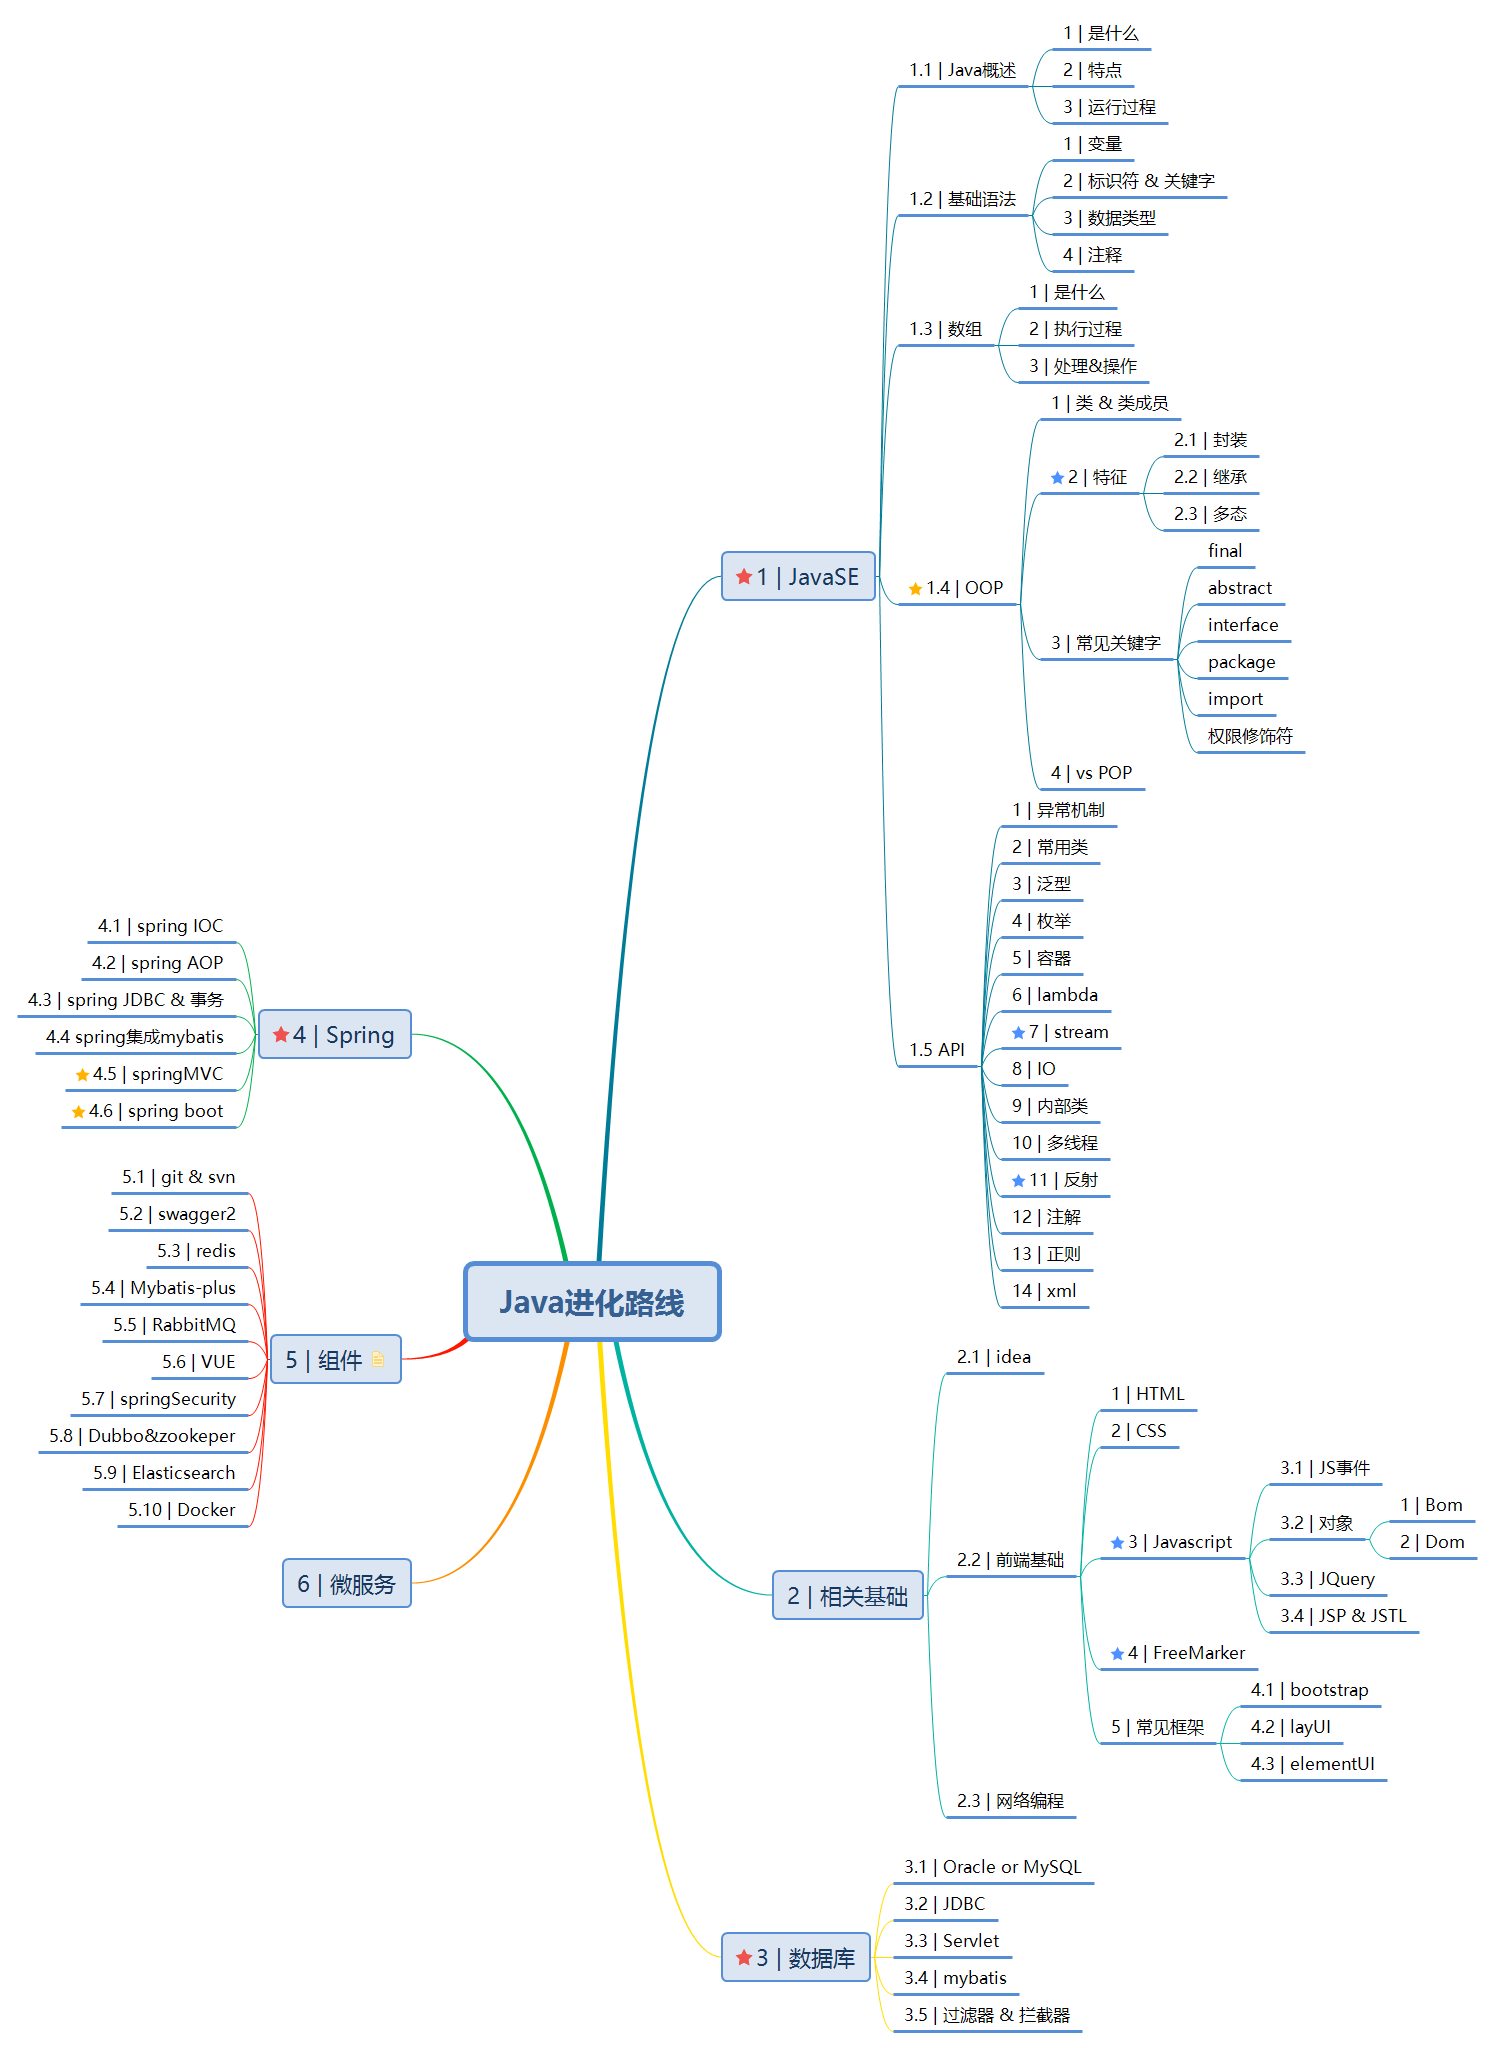 Java进化路线
1 | JavaSE
1.1 | Java概述
1 | 是什么
2 | 特点
3 | 运行过程
1.2 | 基础语法
1 | 变量
2 | 标识符 & 关键字
3 | 数据类型
4 | 注释
1.3 | 数组
1 | 是什么
2 | 执行过程
3 | 处理&操作
1.4 | OOP
1 | 类 & 类成员
2 | 特征
2.1 | 封装
2.2 | 继承
2.3 | 多态
3 | 常见关键字
final
abstract
interface
package
import
权限修饰符
4 | vs POP
1.5 API
1 | 异常机制
2 | 常用类
3 | 泛型
4 | 枚举
5 | 容器
6 | lambda
7 | stream
8 | IO
9 | 内部类
10 | 多线程
11 | 反射
12 | 注解
13 | 正则
14 | xml
2 | 相关基础
2.1 | idea
2.2 | 前端基础
1 | HTML
2 | CSS
3 | Javascript
3.1 | JS事件
3.2 | 对象
1 | Bom
2 | Dom
3.3 | JQuery
3.4 | JSP & JSTL
4 | FreeMarker
5 | 常见框架
4.1 | bootstrap
4.2 | layUI
4.3 | elementUI
2.3 | 网络编程
3 | 数据库
3.1 | Oracle or MySQL
3.2 | JDBC
3.3 | Servlet
3.4 | mybatis
3.5 | 过滤器 & 拦截器
4 | Spring
4.1 | spring IOC
4.2 | spring AOP
4.3 | spring JDBC & 事务
4.4 spring集成mybatis
4.5 | springMVC
4.6 | spring boot
5 | 组件
5.1 | git & svn
5.2 | swagger2
5.3 | redis
5.4 | Mybatis-plus
5.5 | RabbitMQ
5.6 | VUE
5.7 | springSecurity
5.8 | Dubbo&zookeper
5.9 | Elasticsearch
5.10 | Docker
6 | 微服务